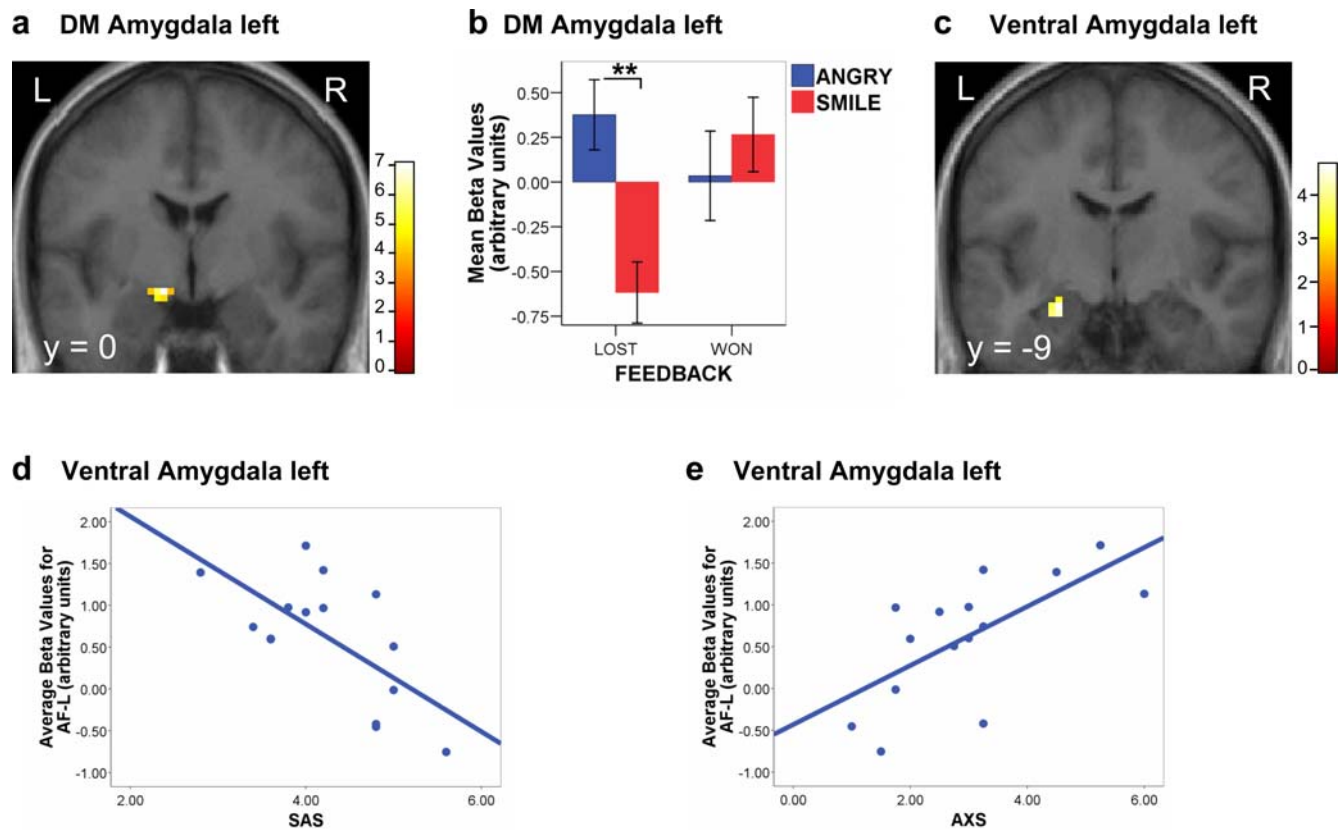 a DM Amygdala left
L R
7
6
5
4
3
2
1
0
y = 0
b DM Amygdala left
**
ANGRY
SMILE
Mean Beta Values
(arbitrary units)
0.50
0.25
0.00
-0.25
-0.50
-0.75
LOST WON
FEEDBACK
c Ventral Amygdala left
L R
4
3
2
1
0
y = -9
d Ventral Amygdala left
Average Beta Values for
AF-L (arbitrary units)
2.00
1.50
1.00
0.50
0.00
-0.50
-1.00
2.00 4.00 6.00
SAS
e Ventral Amygdala left
Average Beta Values for
AF-L (arbitrary units)
2.00
1.50
1.00
0.50
0.00
-0.50
-1.00
0.00 2.00 4.00 6.00
AXS